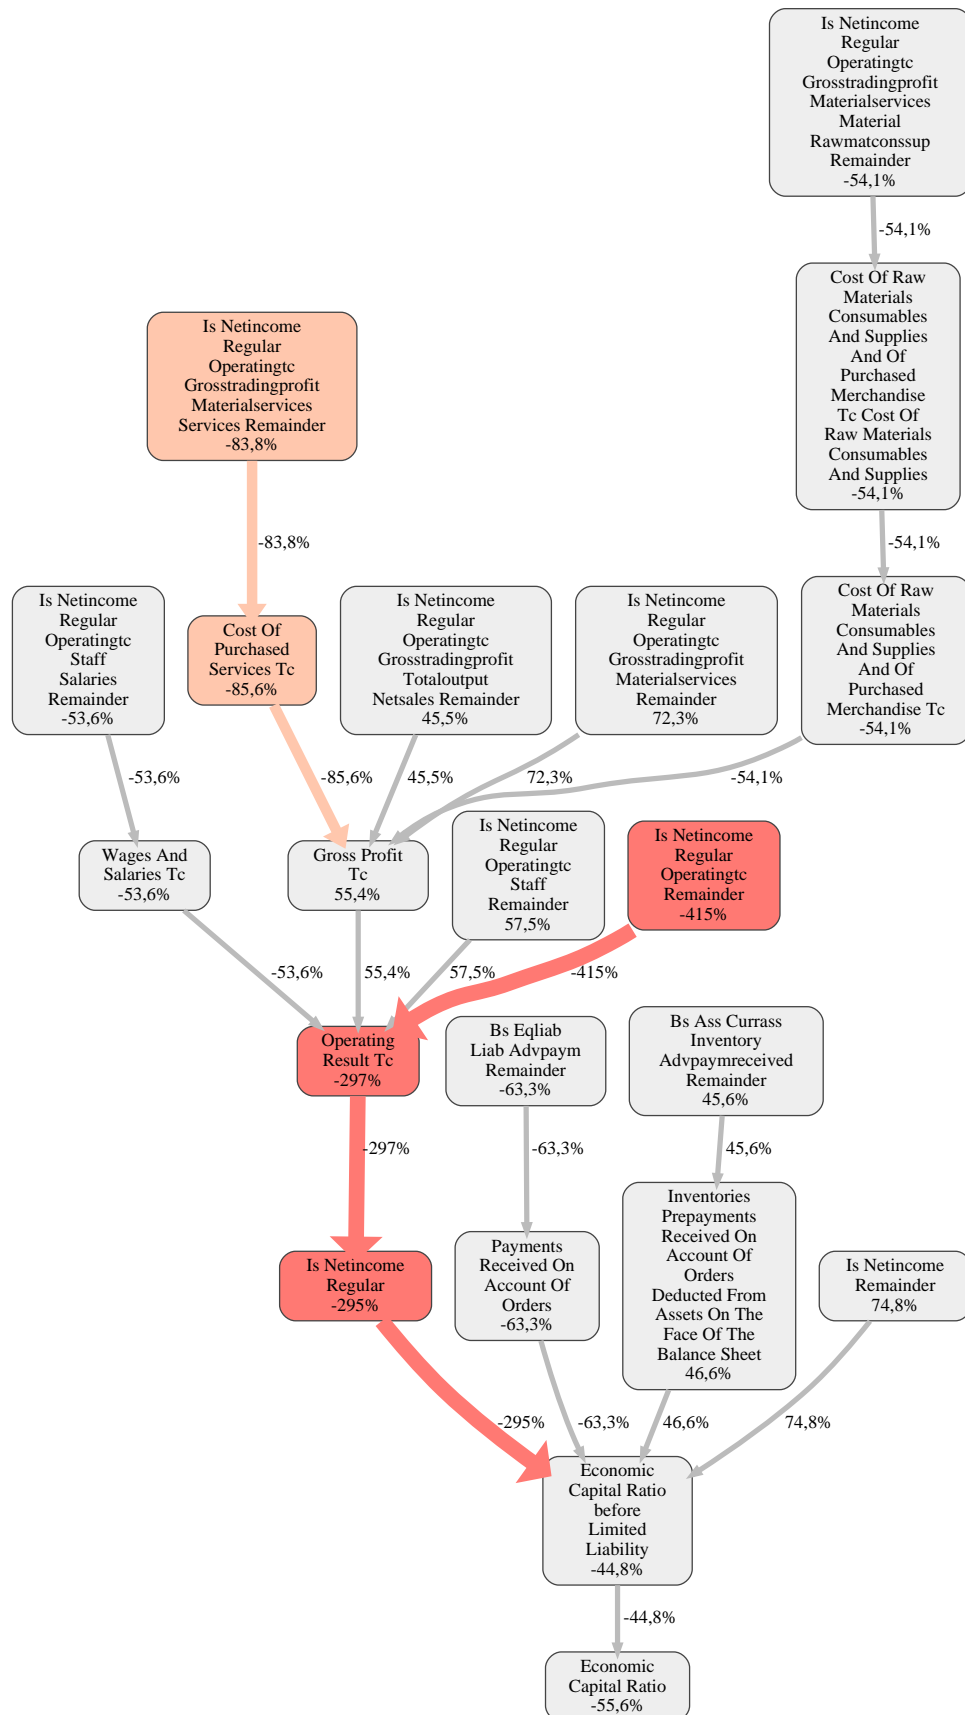 Is Netincome
Regular
Operatingtc
Grosstradingprofit
Materialservices
Material
Rawmatconssup
Remainder
-54,1%
-54,1%
Cost Of Raw
Materials
Consumables
And Supplies
And Of
Purchased
Merchandise
Tc Cost Of
Raw Materials
Consumables
And Supplies
-54,1%
Is Netincome
Regular
Operatingtc
Grosstradingprofit
Materialservices
Services Remainder
-83,8%
-83,8%
-54,1%
Is Netincome
Regular
Operatingtc
Staff
Salaries
Remainder
-53,6%
Cost Of
Purchased
Services Tc
-85,6%
Is Netincome
Regular
Operatingtc
Grosstradingprofit
Totaloutput
Netsales Remainder
45,5%
Is Netincome
Regular
Operatingtc
Grosstradingprofit
Materialservices
Remainder
72,3%
Cost Of Raw
Materials
Consumables
And Supplies
And Of
Purchased
Merchandise Tc
-54,1%
-53,6%
-85,6%
45,5%
72,3%
-54,1%
Wages And
Salaries Tc
-53,6%
Gross Profit
Tc
55,4%
Is Netincome
Regular
Operatingtc
Staff
Remainder
57,5%
Is Netincome
Regular
Operatingtc
Remainder
-415%
-53,6%
55,4%
57,5%
-415%
Operating
Result Tc
-297%
Bs Eqliab
Liab Advpaym
Remainder
-63,3%
Bs Ass Currass
Inventory
Advpaymreceived
Remainder
45,6%
-297%
-63,3%
45,6%
Is Netincome
Regular
-295%
Payments
Received On
Account Of
Orders
-63,3%
Inventories
Prepayments
Received On
Account Of
Orders
Deducted From
Assets On The
Face Of The
Balance Sheet
46,6%
Is Netincome
Remainder
74,8%
-295%
-63,3%
46,6%
74,8%
Economic
Capital Ratio
before
Limited
Liability
-44,8%
-44,8%
Economic
Capital Ratio
-55,6%